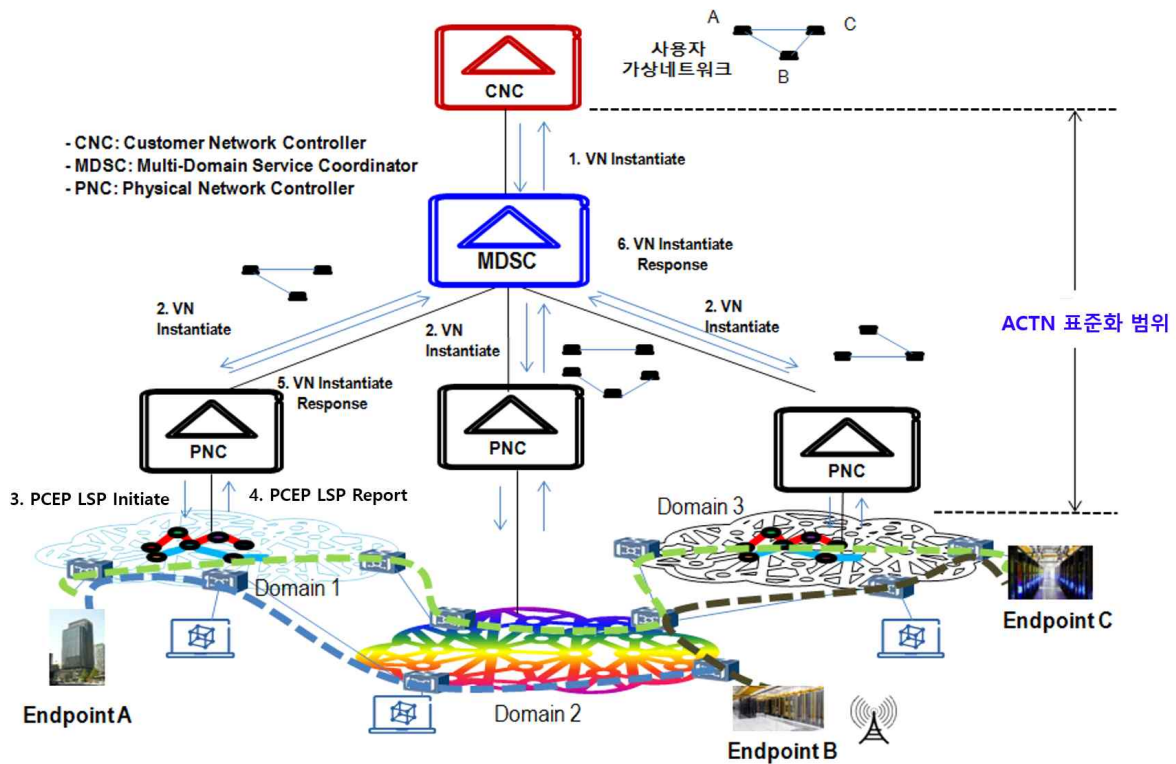 A
C
사용자
가상네트워크
B
CNC
- CNC: Customer Network Controller
- MDSC: Multi-Domain Service Coordinator
- PNC: Physical Network Controller
1. VN Instantiate
MDSC
6. VN Instantiate
Response
2. VN
Instantiate
2. VN
Instantiate
2. VN
Instantiate
ACTN 표준화 범위
5. VN Instantiate
Response
PNC
PNC
PNC
3. PCEP LSP Initiate
4. PCEP LSP Report
Domain 3
Domain 1
Endpoint C
Endpoint A
Domain 2
Endpoint B